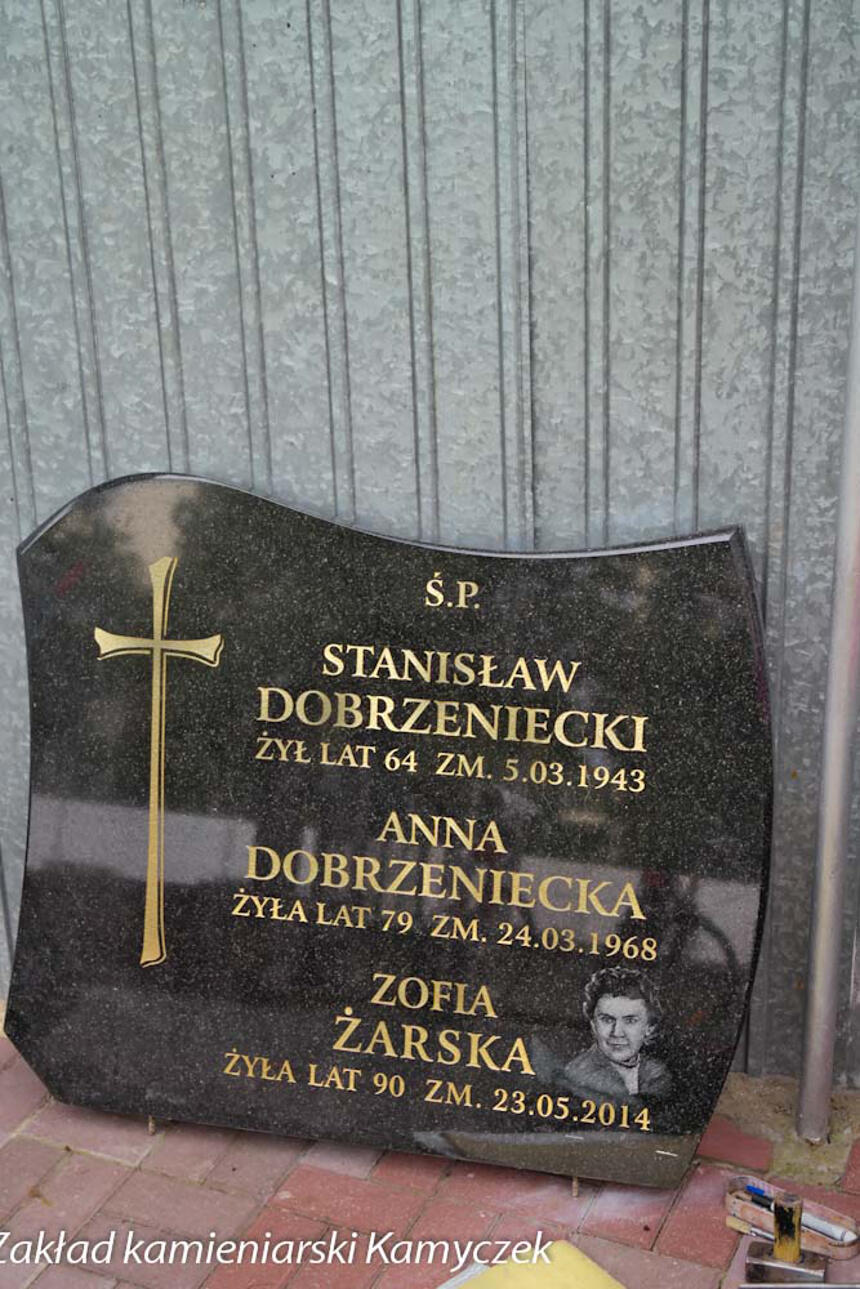 Ś.P.
STANISŁAW
DOBRZENIECKI
ŻYŁ LAT 64 ZM. 5.03.1943
ANNA
DOBRZENIECKA
ŻYŁA LAT 79 ZM. 24.03.1968
ZOFIA
ŻARSKA
ŻYŁA LAT 90 ZM. 23.05.2014
Zakład kamieniarski Kamyczek